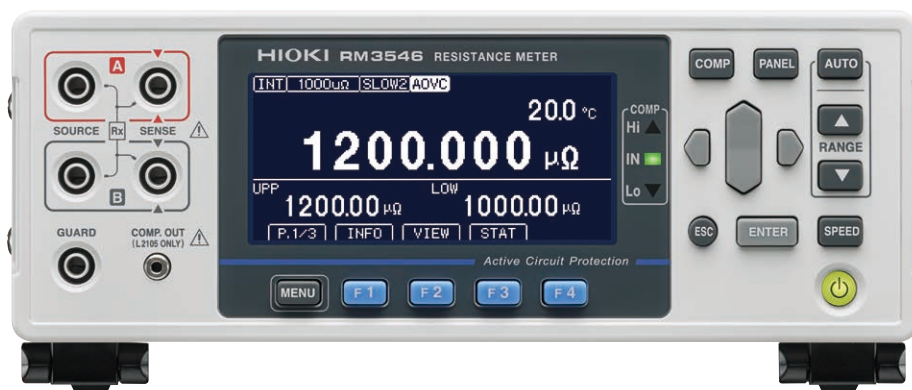 HIOKI RM3546 RESISTANCE METER
INT 1000μΩ SLOW2 AOVC
20.0 °C
1200.000 μΩ
UPP LOW
1200.00 μΩ 1000.00 μΩ
P.1/3 INFO VIEW STAT
Active Circuit Protection
MENU F1 F2 F3 F4
A
SOURCE Rx SENSE
B
GUARD COMP. OUT
(L2105 ONLY)
COMP
Hi
IN
Lo
COMP PANEL AUTO
RANGE
ESC ENTER SPEED